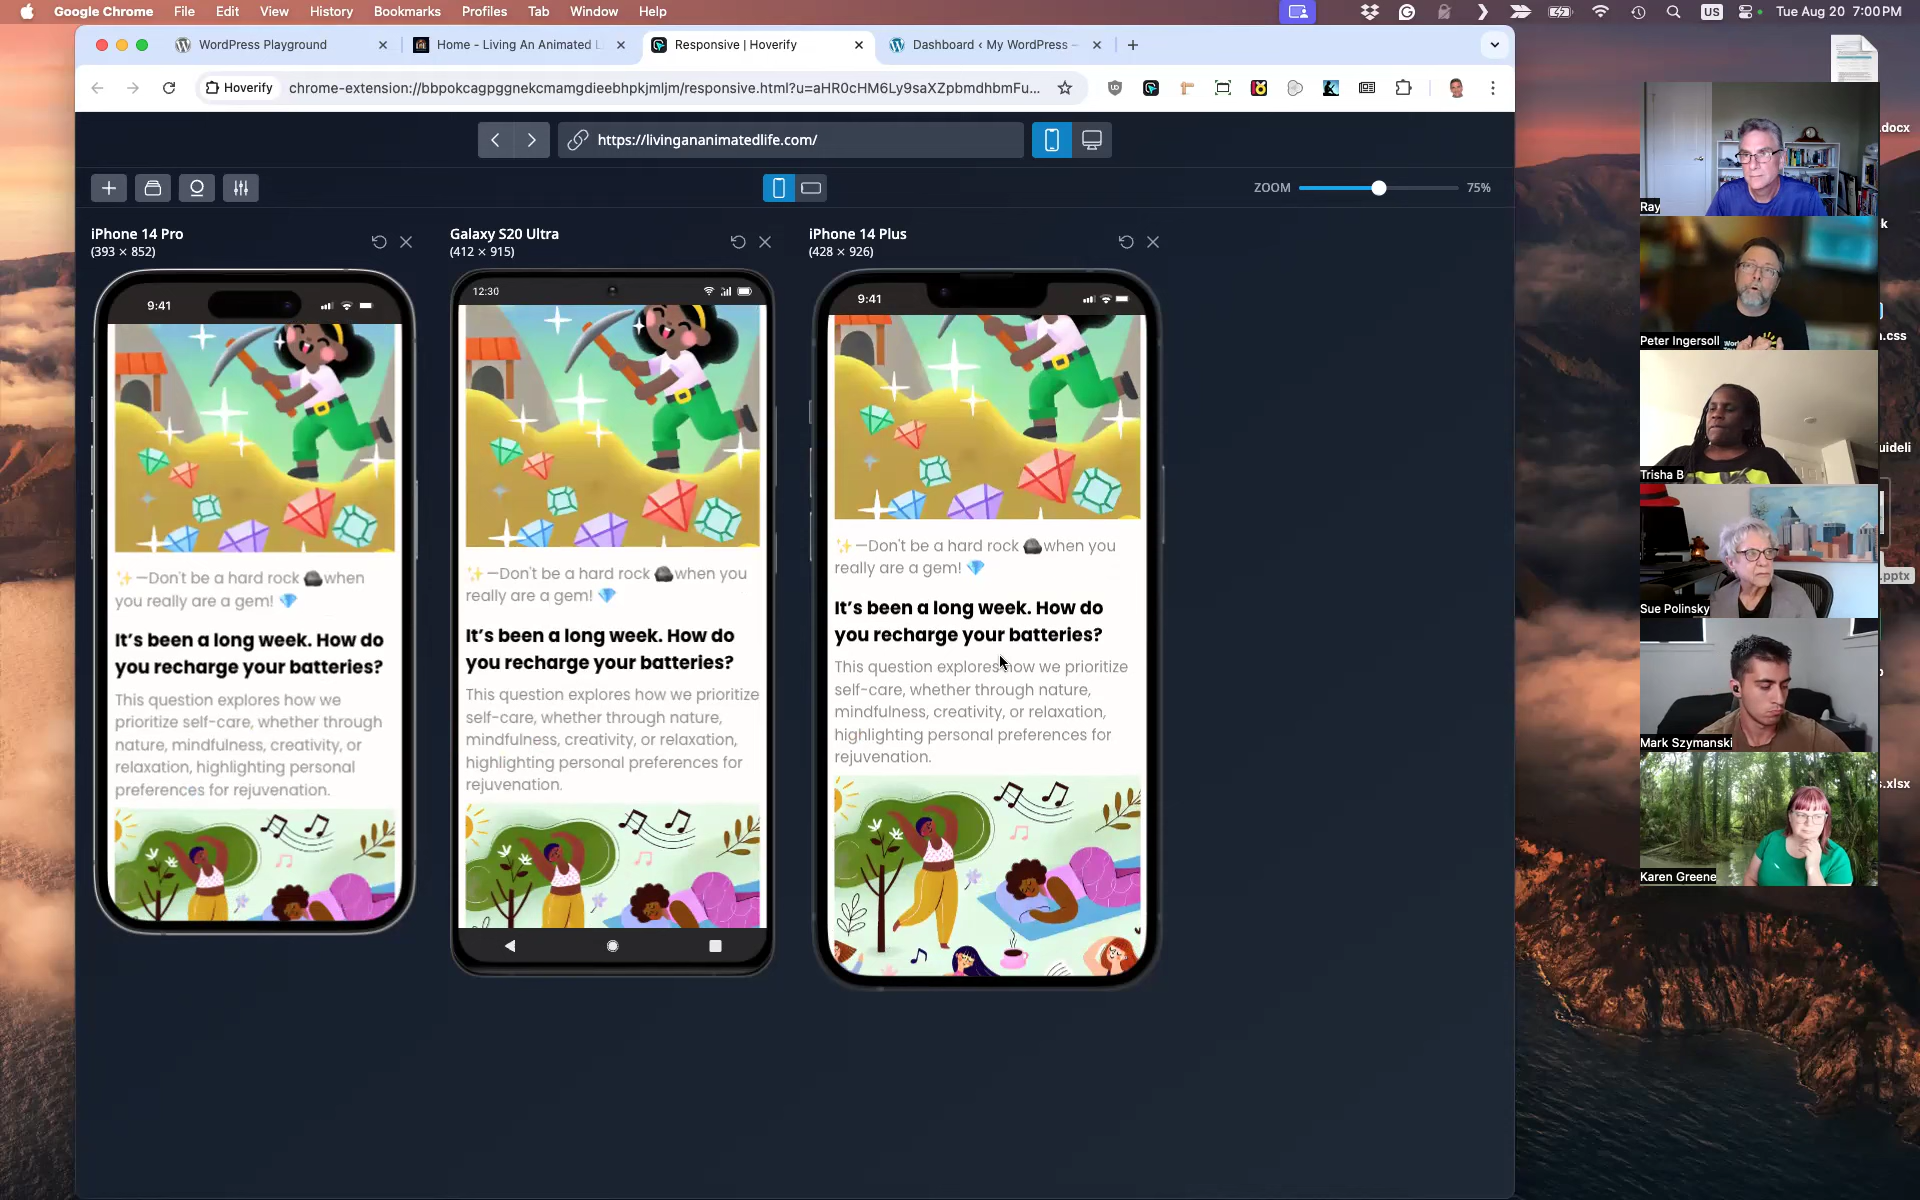 Google Chrome File Edit View History Bookmarks Profiles Tab Window Help US Tue Aug 20 7:00 PM
WordPress Playground Home - Living An Animated L Responsive | Hoverify Dashboard ‹ My WordPress –
Hoverify chrome-extension://bbpokcagpggnekcmamgdieebhpkjmljm/responsive.html?u=aHR0cHM6Ly9saXZpbmdhbmFu...
https://livingananimatedlife.com/
ZOOM 75%
iPhone 14 Pro
(393 × 852)
9:41
✨—Don't be a hard rock 🪨when
you really are a gem! 💎
It's been a long week. How do
you recharge your batteries?
This question explores how we
prioritize self-care, whether through
nature, mindfulness, creativity, or
relaxation, highlighting personal
preferences for rejuvenation.
Galaxy S20 Ultra
(412 × 915)
12:30
✨—Don't be a hard rock 🪨when you
really are a gem! 💎
It's been a long week. How do
you recharge your batteries?
This question explores how we prioritize
self-care, whether through nature,
mindfulness, creativity, or relaxation,
highlighting personal preferences for
rejuvenation.
iPhone 14 Plus
(428 × 926)
9:41
✨—Don't be a hard rock 🪨when you
really are a gem! 💎
It's been a long week. How do
you recharge your batteries?
This question explores how we prioritize
self-care, whether through nature,
mindfulness, creativity, or relaxation,
highlighting personal preferences for
rejuvenation.
Ray
Peter Ingersoll
Trisha B
Sue Polinsky
Mark Szymanski
Karen Greene
.docx
k
.css
uideli
.pptx
s.xlsx